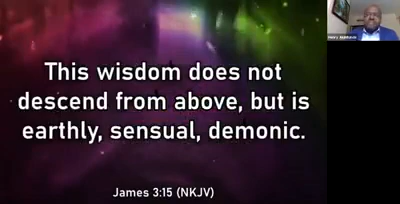 This wisdom does not
descend from above, but is
earthly, sensual, demonic.
James 3:15 (NKJV)